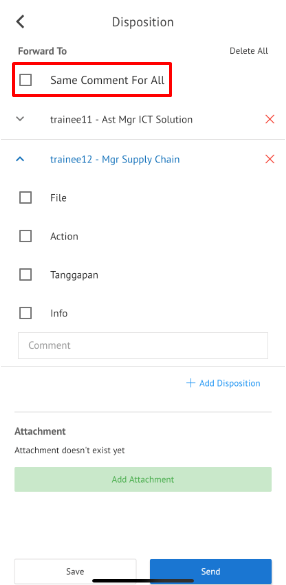 Disposition
Forward To
Delete All
Same Comment For All
trainee11 - Ast Mgr ICT Solution
trainee12 - Mgr Supply Chain
File
Action
Tanggapan
Info
Comment
Add Disposition
Attachment
Attachment doesn't exist yet
Add Attachment
Save
Send